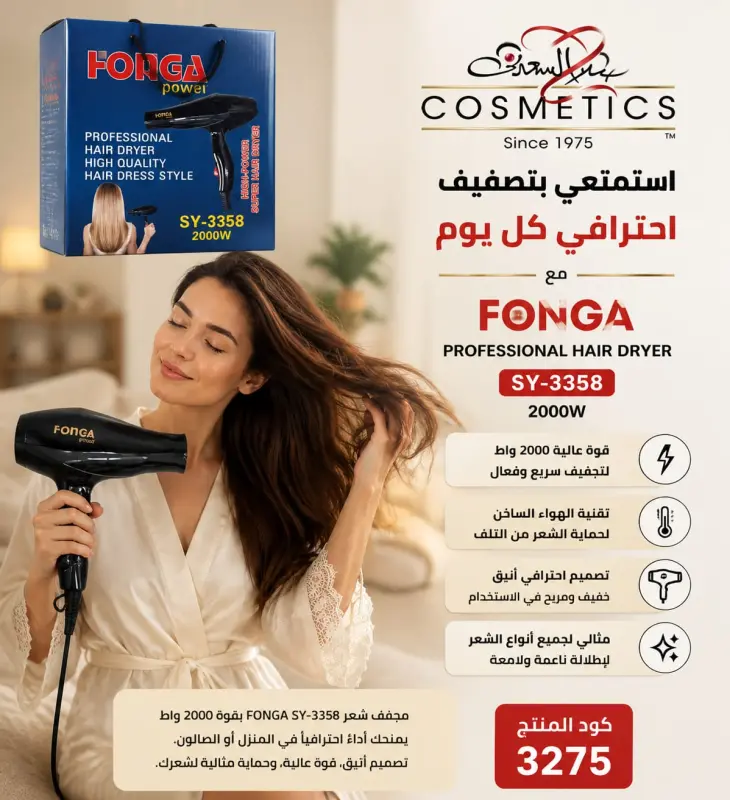 FONGA
power
PROFESSIONAL
HAIR DRYER
HIGH QUALITY
HAIR DRESS STYLE
HIGH-POWER
SUPER HAIR DRYER
SY-3358
2000W
COSMETICS
TM
Since 1975
استمتعي بتصفيف
احترافي كل يوم
مع
FONGA
PROFESSIONAL HAIR DRYER
SY-3358
2000W
قوة عالية 2000 واط
لتجفيف سريع وفعال
تقنية الهواء الساخن
لحماية الشعر من التلف
تصميم احترافي أنيق
خفيف ومريح في الاستخدام
مثالي لجميع أنواع الشعر
لإطلالة ناعمة ولامعة
FONGA
power
مجفف شعر FONGA SY-3358 بقوة 2000 واط
يمنحك أداءً احترافياً في المنزل أو الصالون.
تصميم أنيق، قوة عالية، وحماية مثالية لشعرك.
كود المنتج
3275